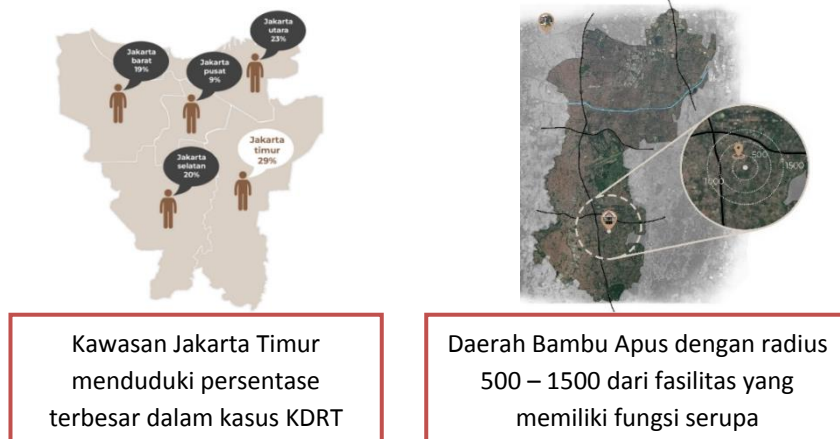 Jakarta
utara
23%
Jakarta
barat
19%
Jakarta
pusat
9%
Jakarta
timur
29%
Jakarta
selatan
20%
500
1500
1000
Kawasan Jakarta Timur
menduduki persentase
terbesar dalam kasus KDRT
Daerah Bambu Apus dengan radius
500 – 1500 dari fasilitas yang
memiliki fungsi serupa